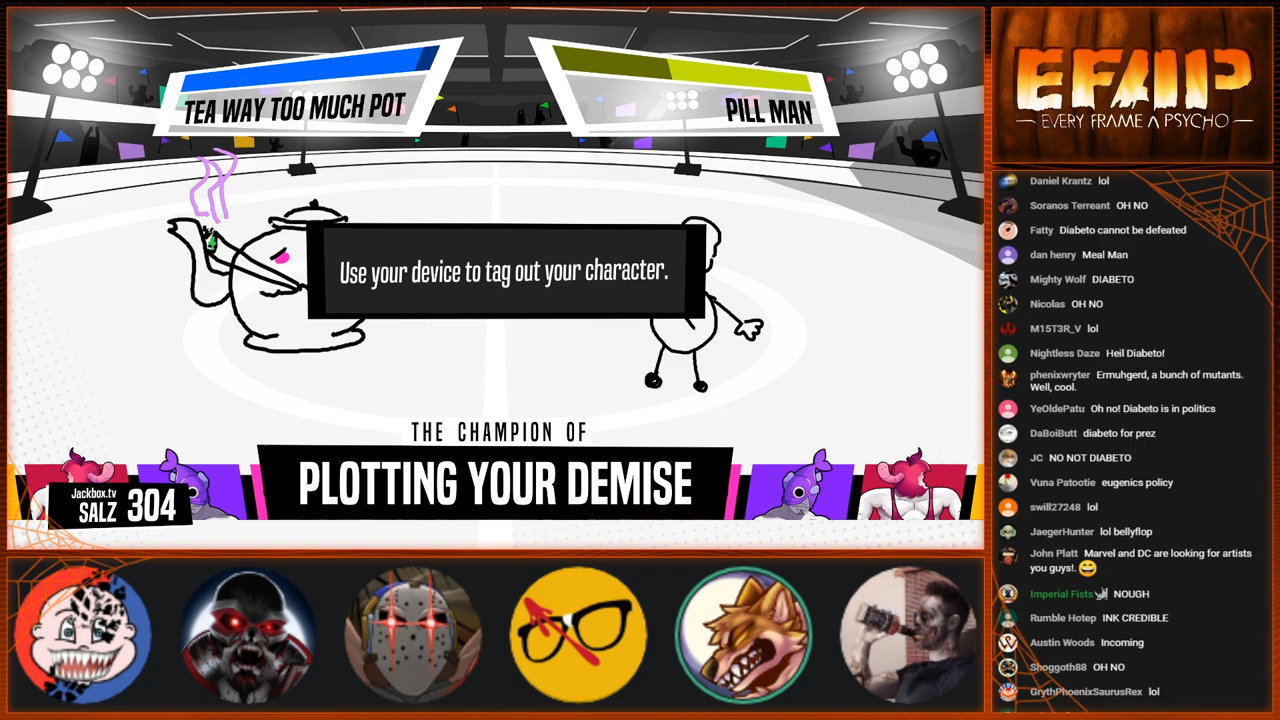 TEA WAY TOO MUCH POT
PILL MAN
Use your device to tag out your character.
THE CHAMPION OF
PLOTTING YOUR DEMISE
Jackbox.tv
SALZ 304
EFAP
EVERY FRAME A PSYCHO
Daniel Krantz lol
Soranos Terreant OH NO
Fatty Diabeto cannot be defeated
dan henry Meal Man
Mighty Wolf DIABETO
Nicolas OH NO
M15T3R_V lol
Nightless Daze Heil Diabeto!
phenixwryter Ermuhgerd, a bunch of mutants.
Well, cool.
YeOldePatu Oh no! Diabeto is in politics
DaBoiButt diabeto for prez
JC NO NOT DIABETO
Vuna Patootie eugenics policy
swill27248 lol
JaegerHunter lol bellyflop
John Platt Marvel and DC are looking for artists
you guys!. 😄
Imperial Fists NOUGH
Rumble Hotep INK CREDIBLE
Austin Woods Incoming
Shoggoth88 OH NO
GrythPhoenixSaurusRex lol